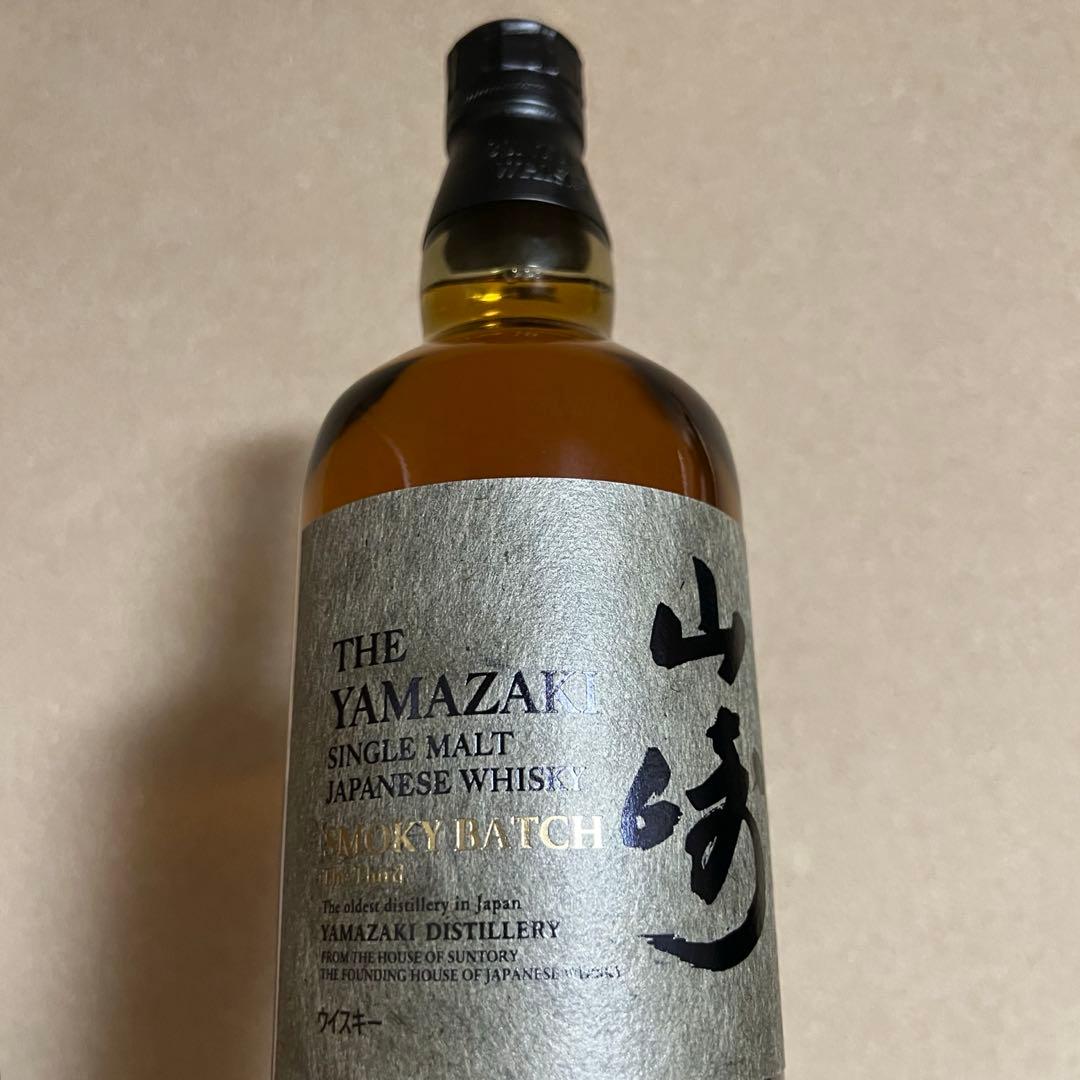 THE
YAMAZAKI
SINGLE MALT
JAPANESE WHISKY
SMOKY BATCH
The Third
The oldest distillery in Japan
YAMAZAKI DISTILLERY
FROM THE HOUSE OF SUNTORY
THE FOUNDING HOUSE OF JAPANESE WHISKY
ウイスキー
山崎